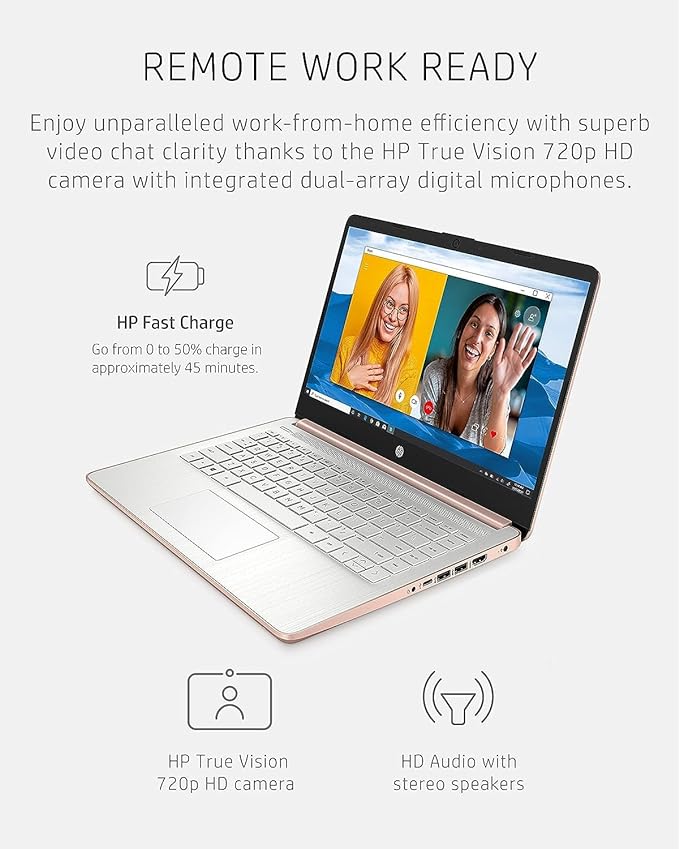 REMOTE WORK READY
Enjoy unparalleled work-from-home efficiency with superb
video chat clarity thanks to the HP True Vision 720p HD
camera with integrated dual-array digital microphones.
HP Fast Charge
Go from 0 to 50% charge in
approximately 45 minutes.
hp
HP True Vision
720p HD camera
HD Audio with
stereo speakers